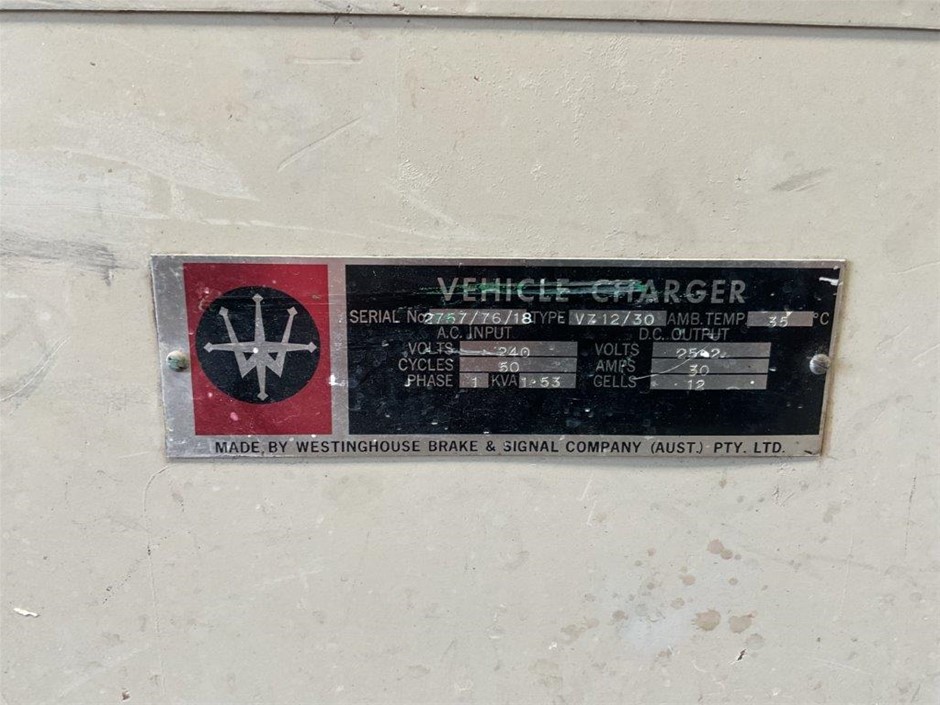 VEHICLE CHARGER
SERIAL No 2757/76/18 TYPE VZ12/30 AMB. TEMP. 35 °C
A.C. INPUT D.C. OUTPUT
VOLTS 240 VOLTS
CYCLES 50 AMPS 30
PHASE 1 KVA 1·53 CELLS 12
MADE BY WESTINGHOUSE BRAKE & SIGNAL COMPANY (AUST.) PTY. LTD.